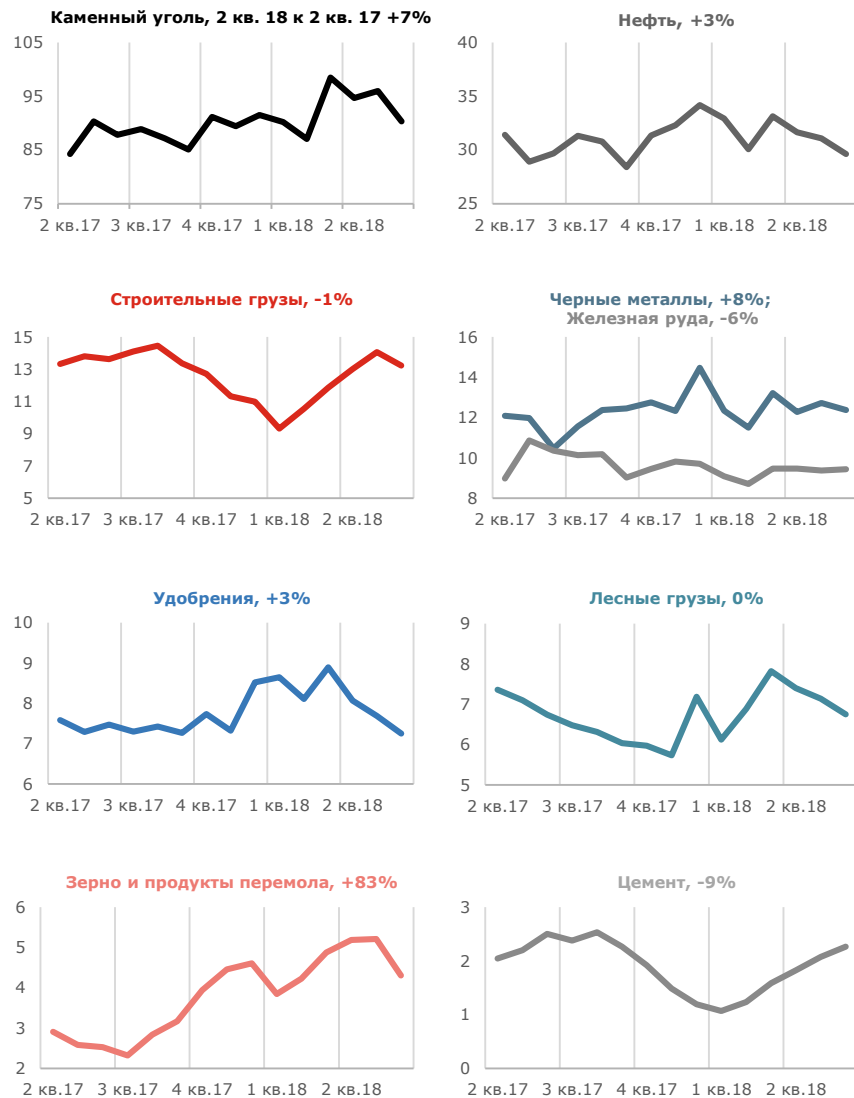 Каменный уголь, 2 кв. 18 к 2 кв. 17 +7%
105
95
85
75
2 кв.17 3 кв.17 4 кв.17 1 кв.18 2 кв.18
Нефть, +3%
40
35
30
25
2 кв.17 3 кв.17 4 кв.17 1 кв.18 2 кв.18
Строительные грузы, -1%
15
13
11
9
7
5
2 кв.17 3 кв.17 4 кв.17 1 кв.18 2 кв.18
Черные металлы, +8%;
Железная руда, -6%
16
14
12
10
8
2 кв.17 3 кв.17 4 кв.17 1 кв.18 2 кв.18
Удобрения, +3%
10
9
8
7
6
2 кв.17 3 кв.17 4 кв.17 1 кв.18 2 кв.18
Лесные грузы, 0%
9
8
7
6
5
2 кв.17 3 кв.17 4 кв.17 1 кв.18 2 кв.18
Зерно и продукты перемола, +83%
6
5
4
3
2
2 кв.17 3 кв.17 4 кв.17 1 кв.18 2 кв.18
Цемент, -9%
3
2
1
0
2 кв.17 3 кв.17 4 кв.17 1 кв.18 2 кв.18